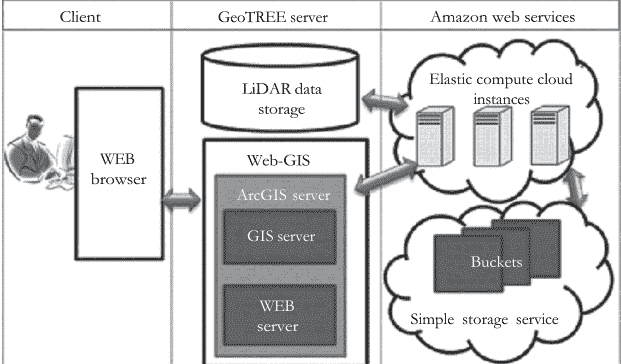 Client
GeoTREE server
Amazon web services
LiDAR data
storage
Elastic compute cloud
instances
WEB
browser
Web-GIS
ArcGIS server
GIS server
WEB
server
Buckets
Simple storage service